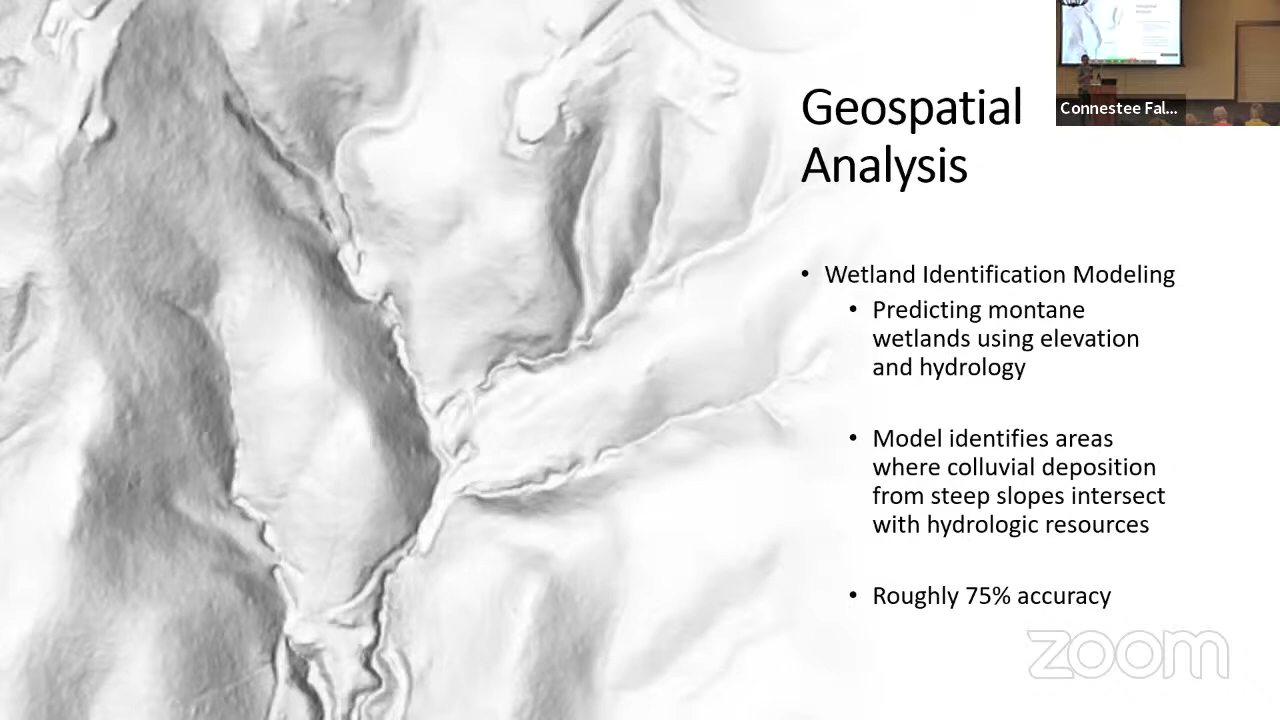 Geospatial
Analysis
Connestee Fal...
• Wetland Identification Modeling
• Predicting montane
wetlands using elevation
and hydrology
• Model identifies areas
where colluvial deposition
from steep slopes intersect
with hydrologic resources
• Roughly 75% accuracy
zoom